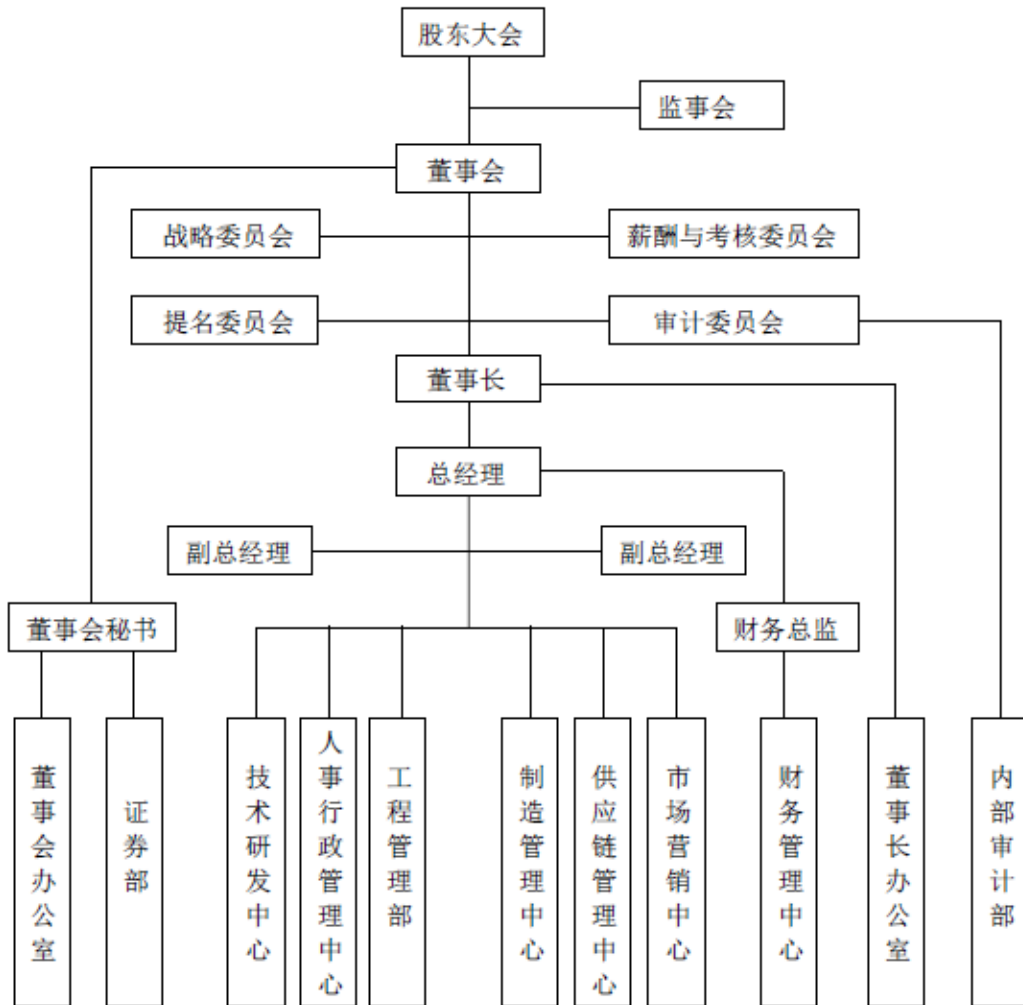 股东大会
监事会
董事会
战略委员会
薪酬与考核委员会
提名委员会
审计委员会
董事长
总经理
副总经理
副总经理
董事会秘书
财务总监
董事会办公室
证券部
技术研发中心
人事行政管理中心
工程管理部
制造管理中心
供应链管理中心
市场营销中心
财务管理中心
董事长办公室
内部审计部